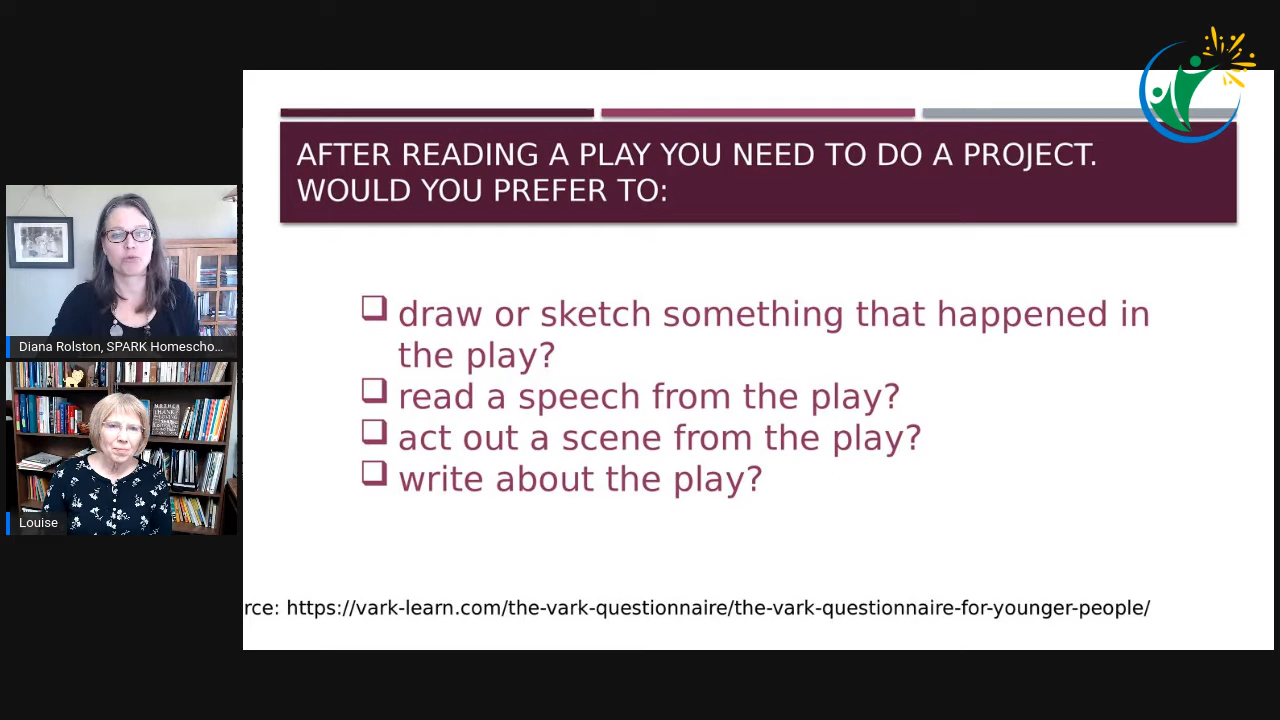 AFTER READING A PLAY YOU NEED TO DO A PROJECT.
WOULD YOU PREFER TO:
❑ draw or sketch something that happened in
the play?
❑ read a speech from the play?
❑ act out a scene from the play?
❑ write about the play?
rce: https://vark-learn.com/the-vark-questionnaire/the-vark-questionnaire-for-younger-people/
Diana Rolston, SPARK Homescho...
Louise